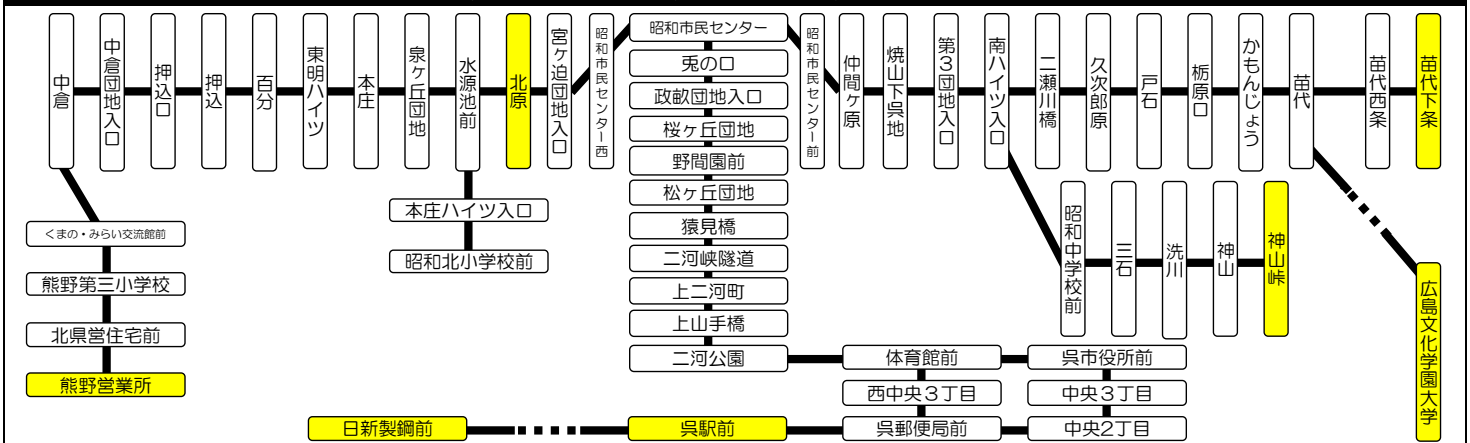 中倉
中倉団地入口
押込口
押込
百分
東明ハイツ
本庄
泉ヶ丘団地
水源池前
北原
宮ヶ迫団地入口
昭和市民センター西
昭和市民センター
昭和市民センター前
仲間ヶ原
焼山下呉地
第3団地入口
南ハイツ入口
二瀬川橋
久次郎原
戸石
栃原口
かもんじょう
苗代
苗代西条
苗代下条
兎の口
政畝団地入口
桜ヶ丘団地
野間園前
松ヶ丘団地
猿見橋
二河峡隧道
上二河町
上山手橋
二河公園
本庄ハイツ入口
昭和北小学校前
くまの・みらい交流館前
熊野第三小学校
北県営住宅前
熊野営業所
昭和中学校前
三石
洗川
神山
神山峠
広島文化学園大学
体育館前
呉市役所前
西中央3丁目
中央3丁目
日新製鋼前
呉駅前
呉郵便局前
中央2丁目